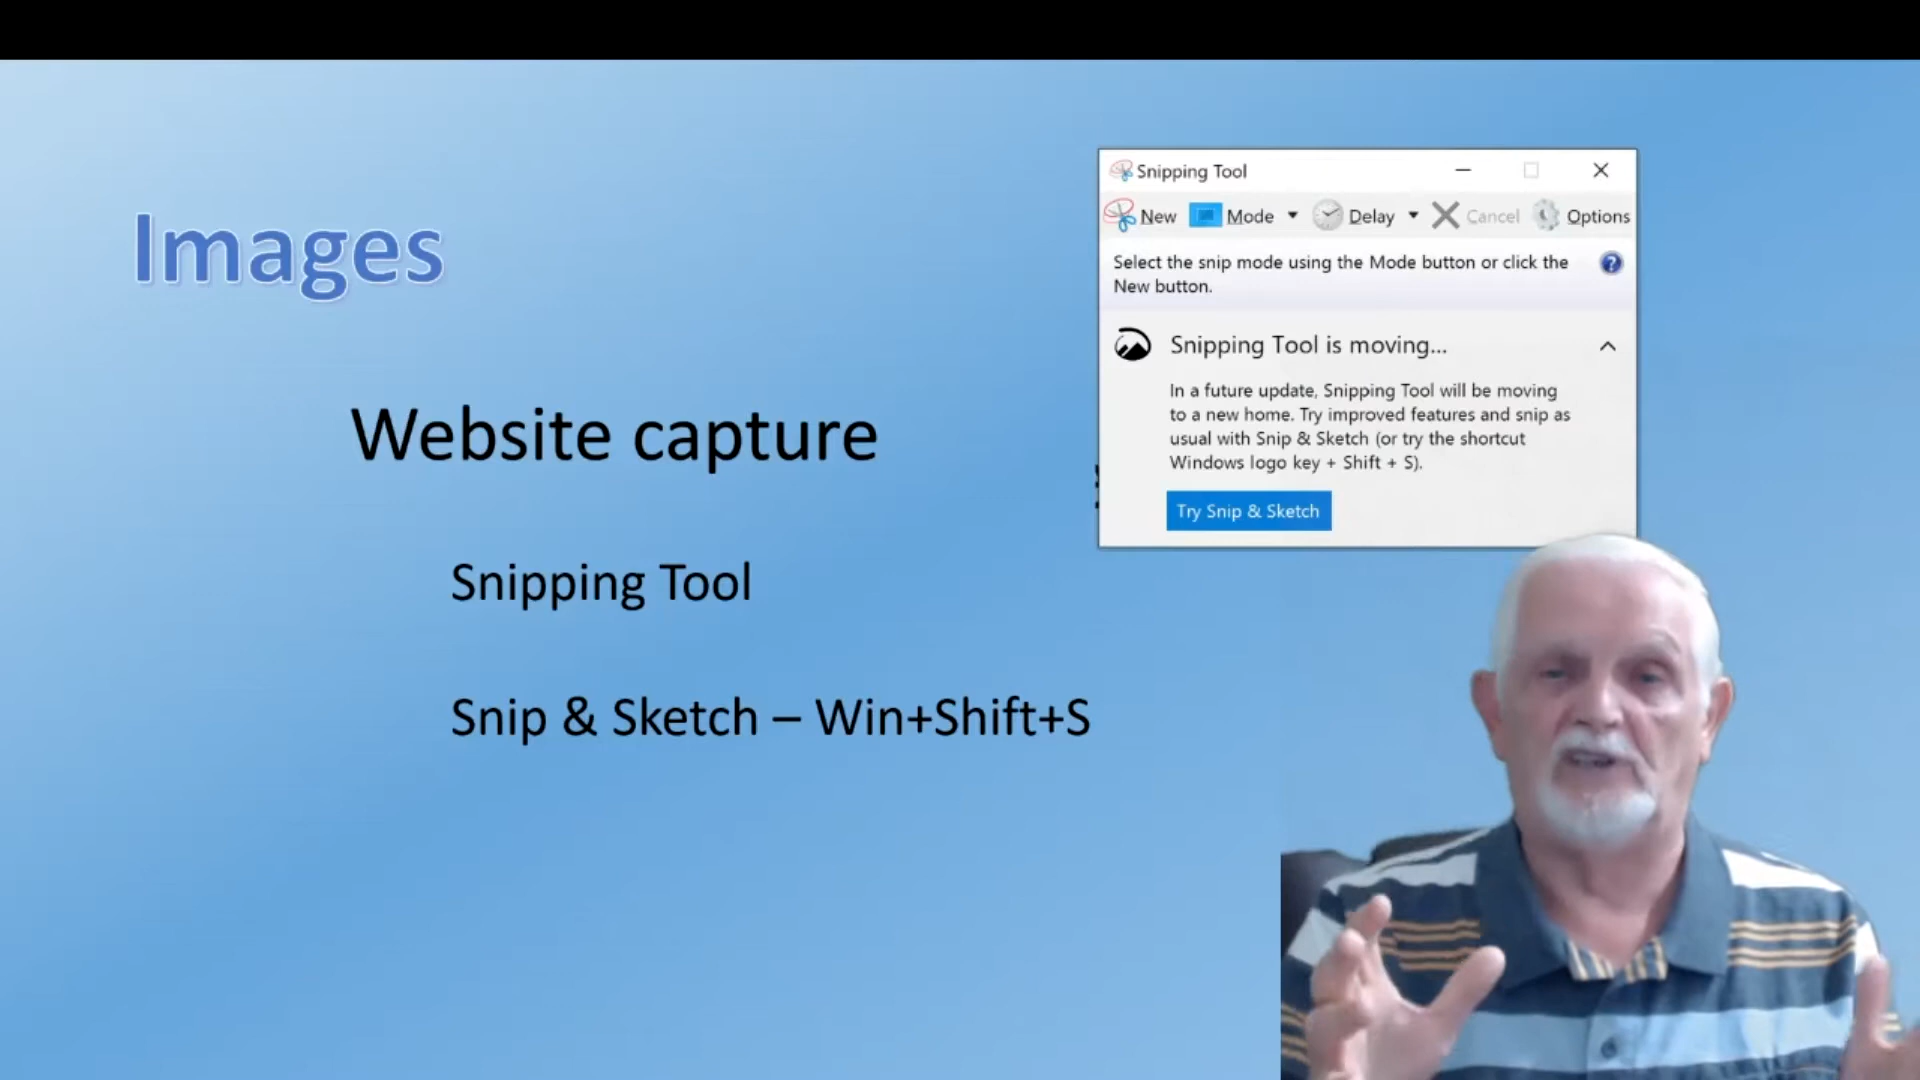 Images
Website capture
Snipping Tool
Snip & Sketch – Win+Shift+S
Snipping Tool
New Mode Delay Cancel Options
Select the snip mode using the Mode button or click the
New button.
?
Snipping Tool is moving...
In a future update, Snipping Tool will be moving
to a new home. Try improved features and snip as
usual with Snip & Sketch (or try the shortcut
Windows logo key + Shift + S).
Try Snip & Sketch